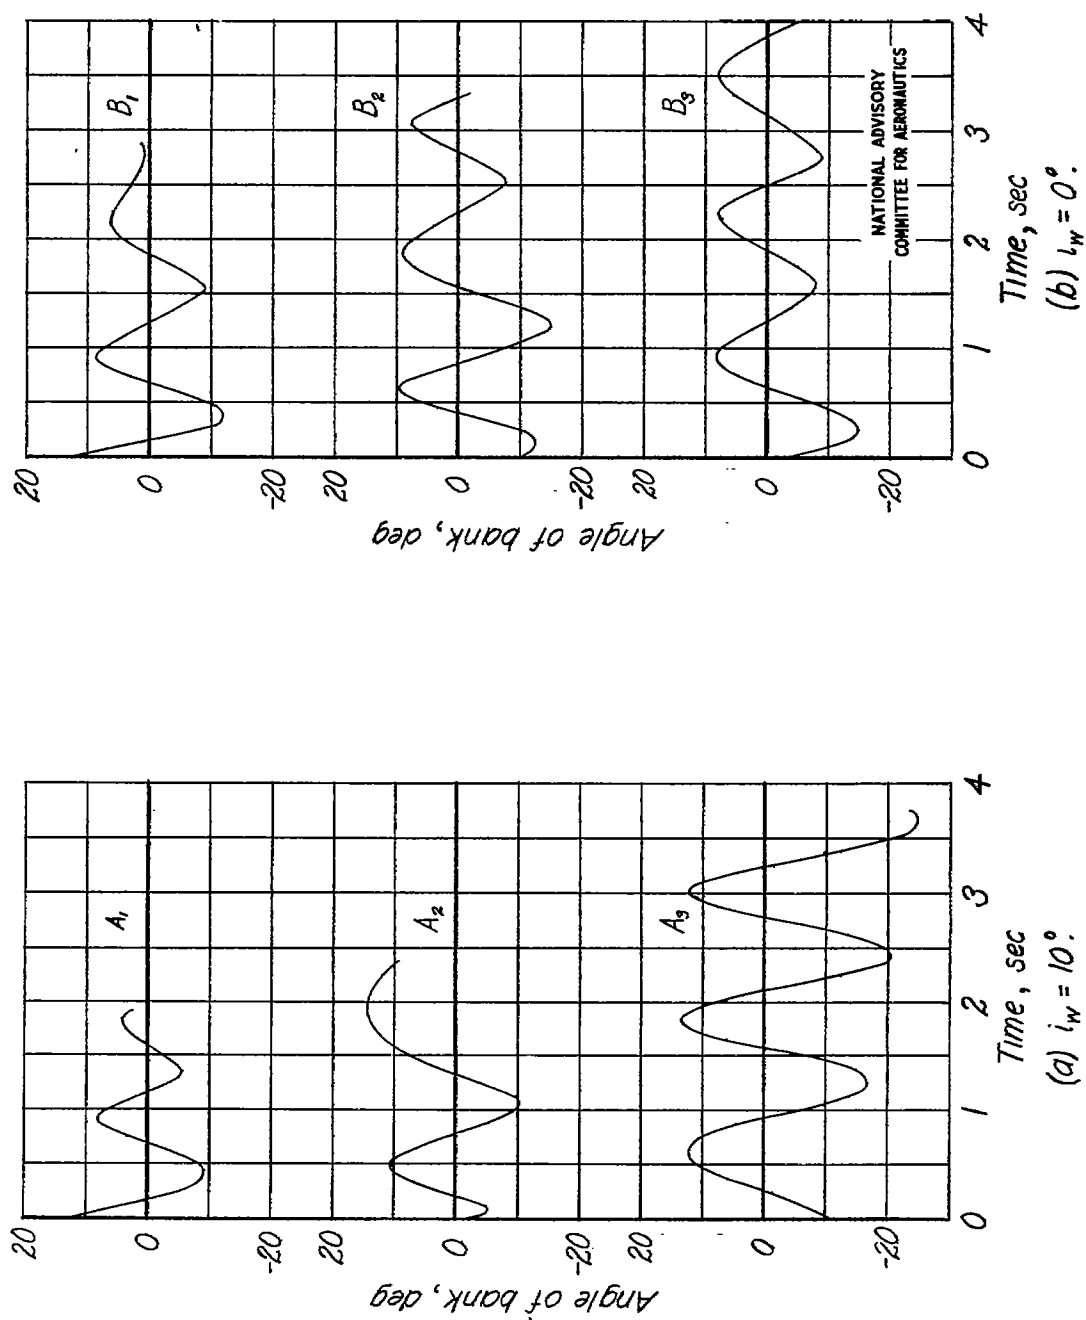 20
0
-20
20
0
-20
20
0
-20
Angle of bank, deg
A₁
A₂
A₃
0
1
2
3
4
Time, sec
(a) i_w = 10°.
20
0
-20
20
0
-20
20
0
-20
Angle of bank, deg
B₁
B₂
B₃
NATIONAL ADVISORY
COMMITTEE FOR AERONAUTICS
0
1
2
3
4
Time, sec
(b) i_w = 0°.